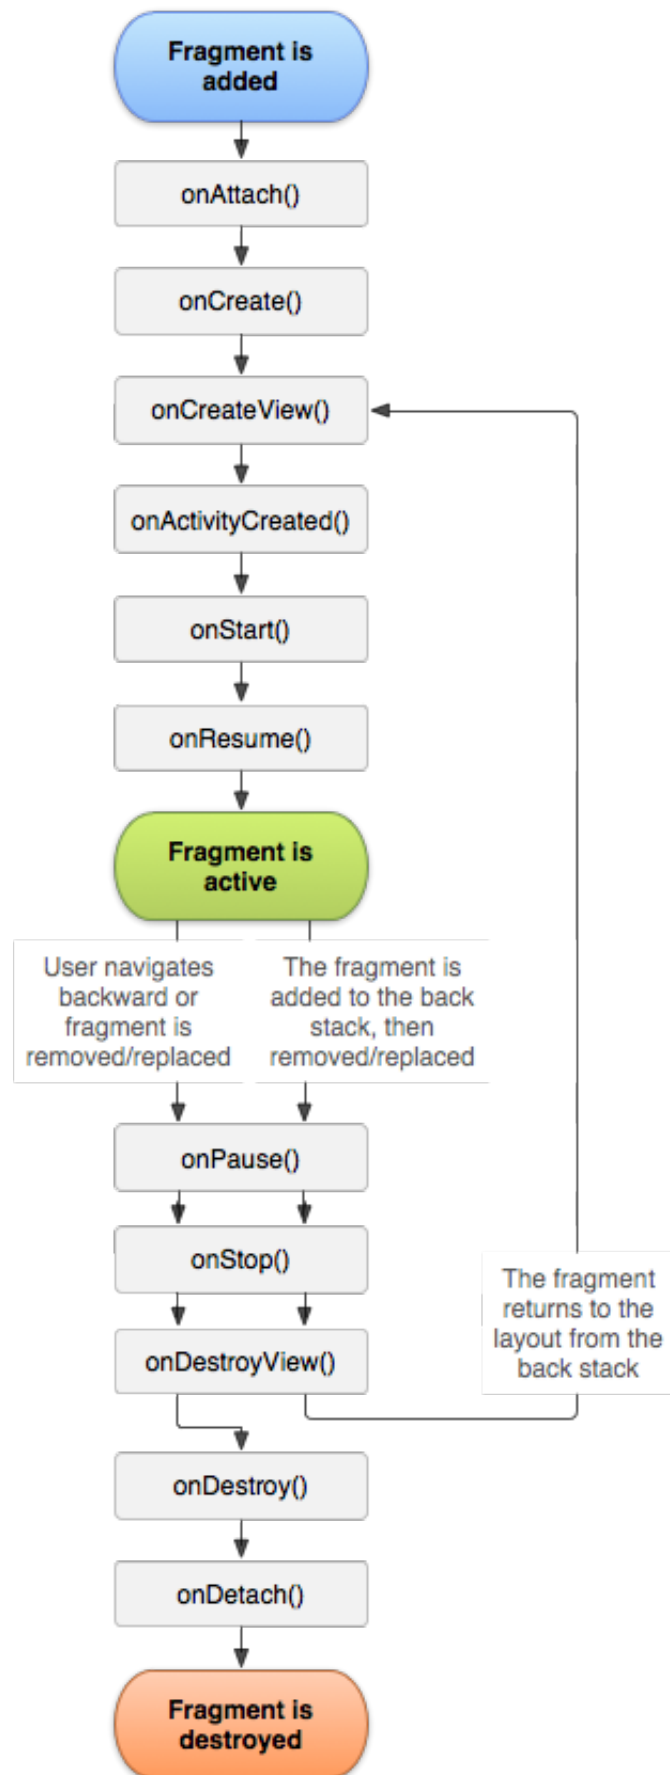 Fragment is
added
onAttach()
onCreate()
onCreateView()
onActivityCreated()
onStart()
onResume()
Fragment is
active
User navigates
backward or
fragment is
removed/replaced
The fragment is
added to the back
stack, then
removed/replaced
onPause()
onStop()
onDestroyView()
The fragment
returns to the
layout from the
back stack
onDestroy()
onDetach()
Fragment is
destroyed